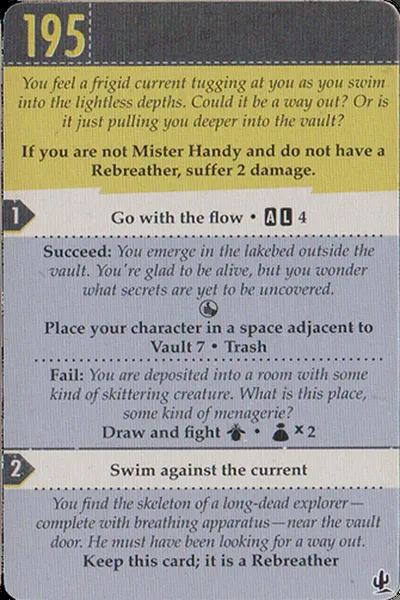 195
You feel a frigid current tugging at you as you swim
into the lightless depths. Could it be a way out? Or is
it just pulling you deeper into the vault?
If you are not Mister Handy and do not have a
Rebreather, suffer 2 damage.
1
Go with the flow • A L 4
Succeed: You emerge in the lakebed outside the
vault. You're glad to be alive, but you wonder
what secrets are yet to be uncovered.
Place your character in a space adjacent to
Vault 7 • Trash
Fail: You are deposited into a room with some
kind of skittering creature. What is this place,
some kind of menagerie?
Draw and fight • x 2
2
Swim against the current
You find the skeleton of a long-dead explorer—
complete with breathing apparatus—near the vault
door. He must have been looking for a way out.
Keep this card; it is a Rebreather